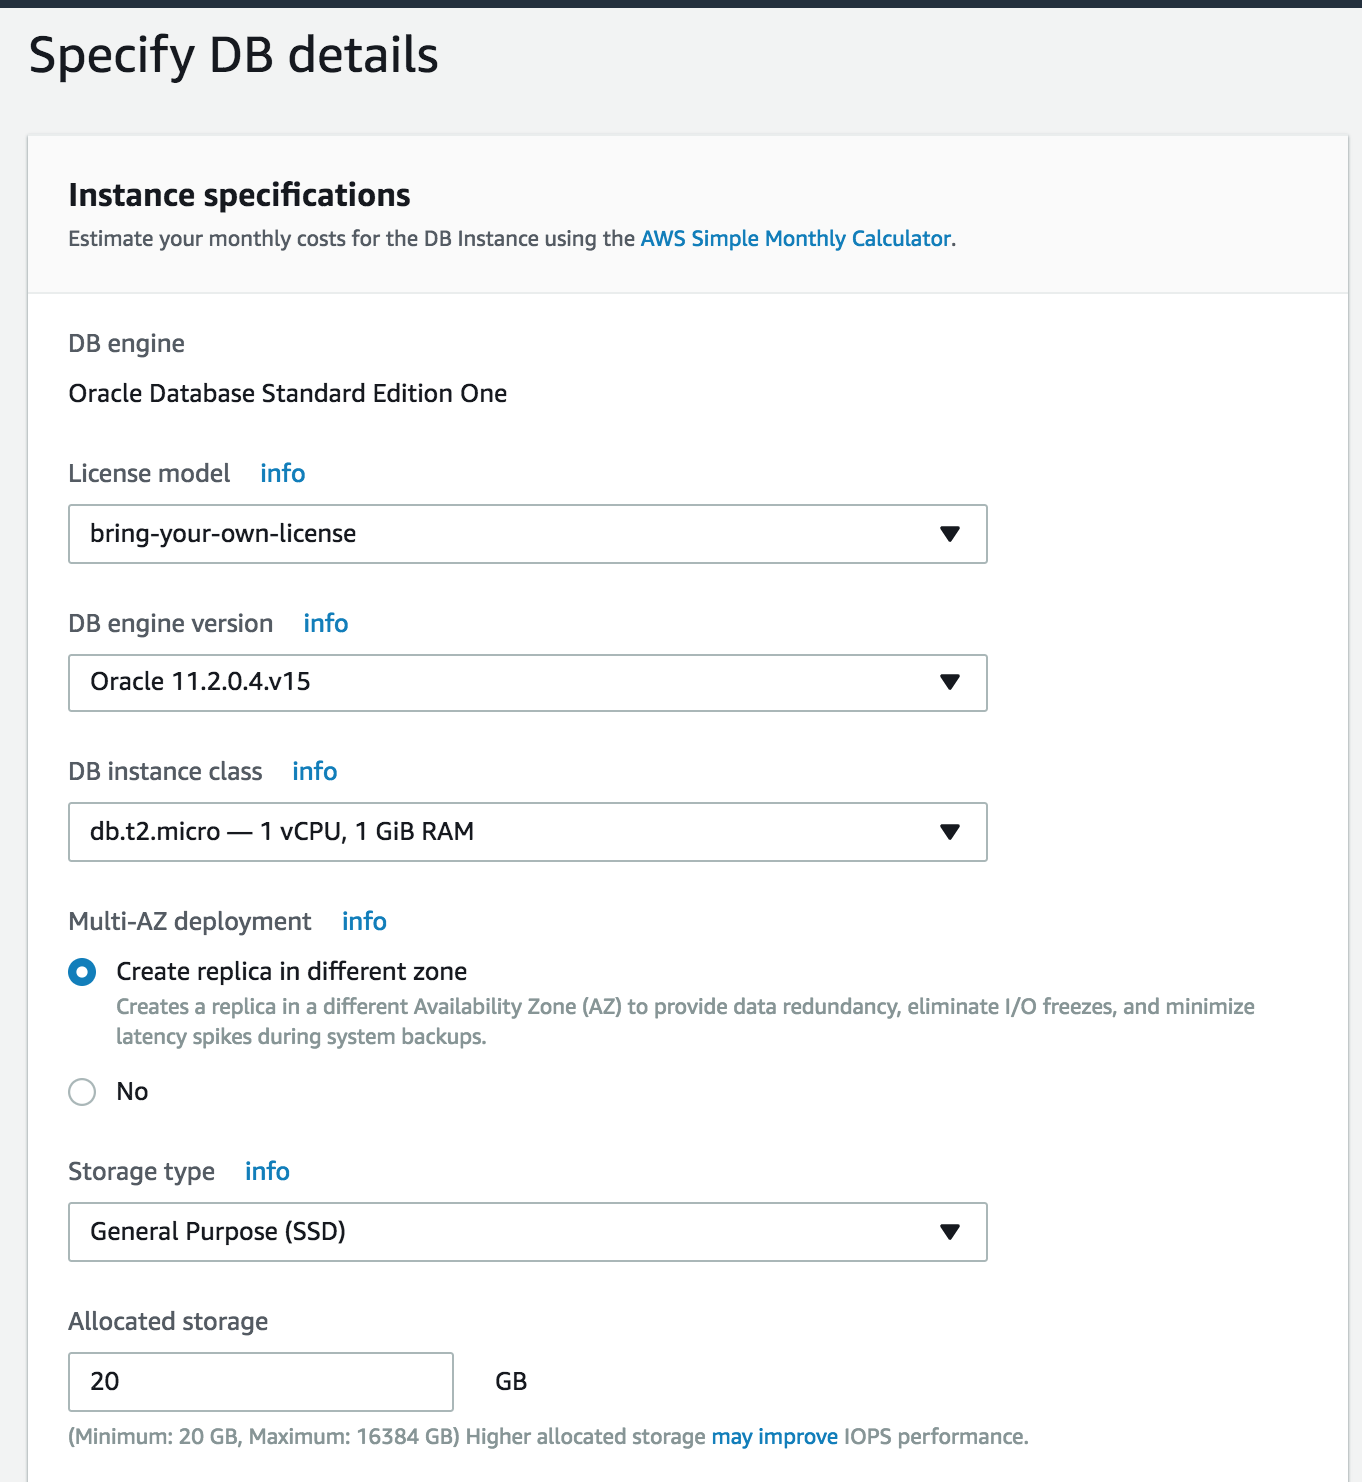 Specify DB details
Instance specifications
Estimate your monthly costs for the DB Instance using the AWS Simple Monthly Calculator.
DB engine
Oracle Database Standard Edition One
License model info
bring-your-own-license
DB engine version info
Oracle 11.2.0.4.v15
DB instance class info
db.t2.micro — 1 vCPU, 1 GiB RAM
Multi-AZ deployment info
Create replica in different zone
Creates a replica in a different Availability Zone (AZ) to provide data redundancy, eliminate I/O freezes, and minimize
latency spikes during system backups.
No
Storage type info
General Purpose (SSD)
Allocated storage
20 GB
(Minimum: 20 GB, Maximum: 16384 GB) Higher allocated storage may improve IOPS performance.